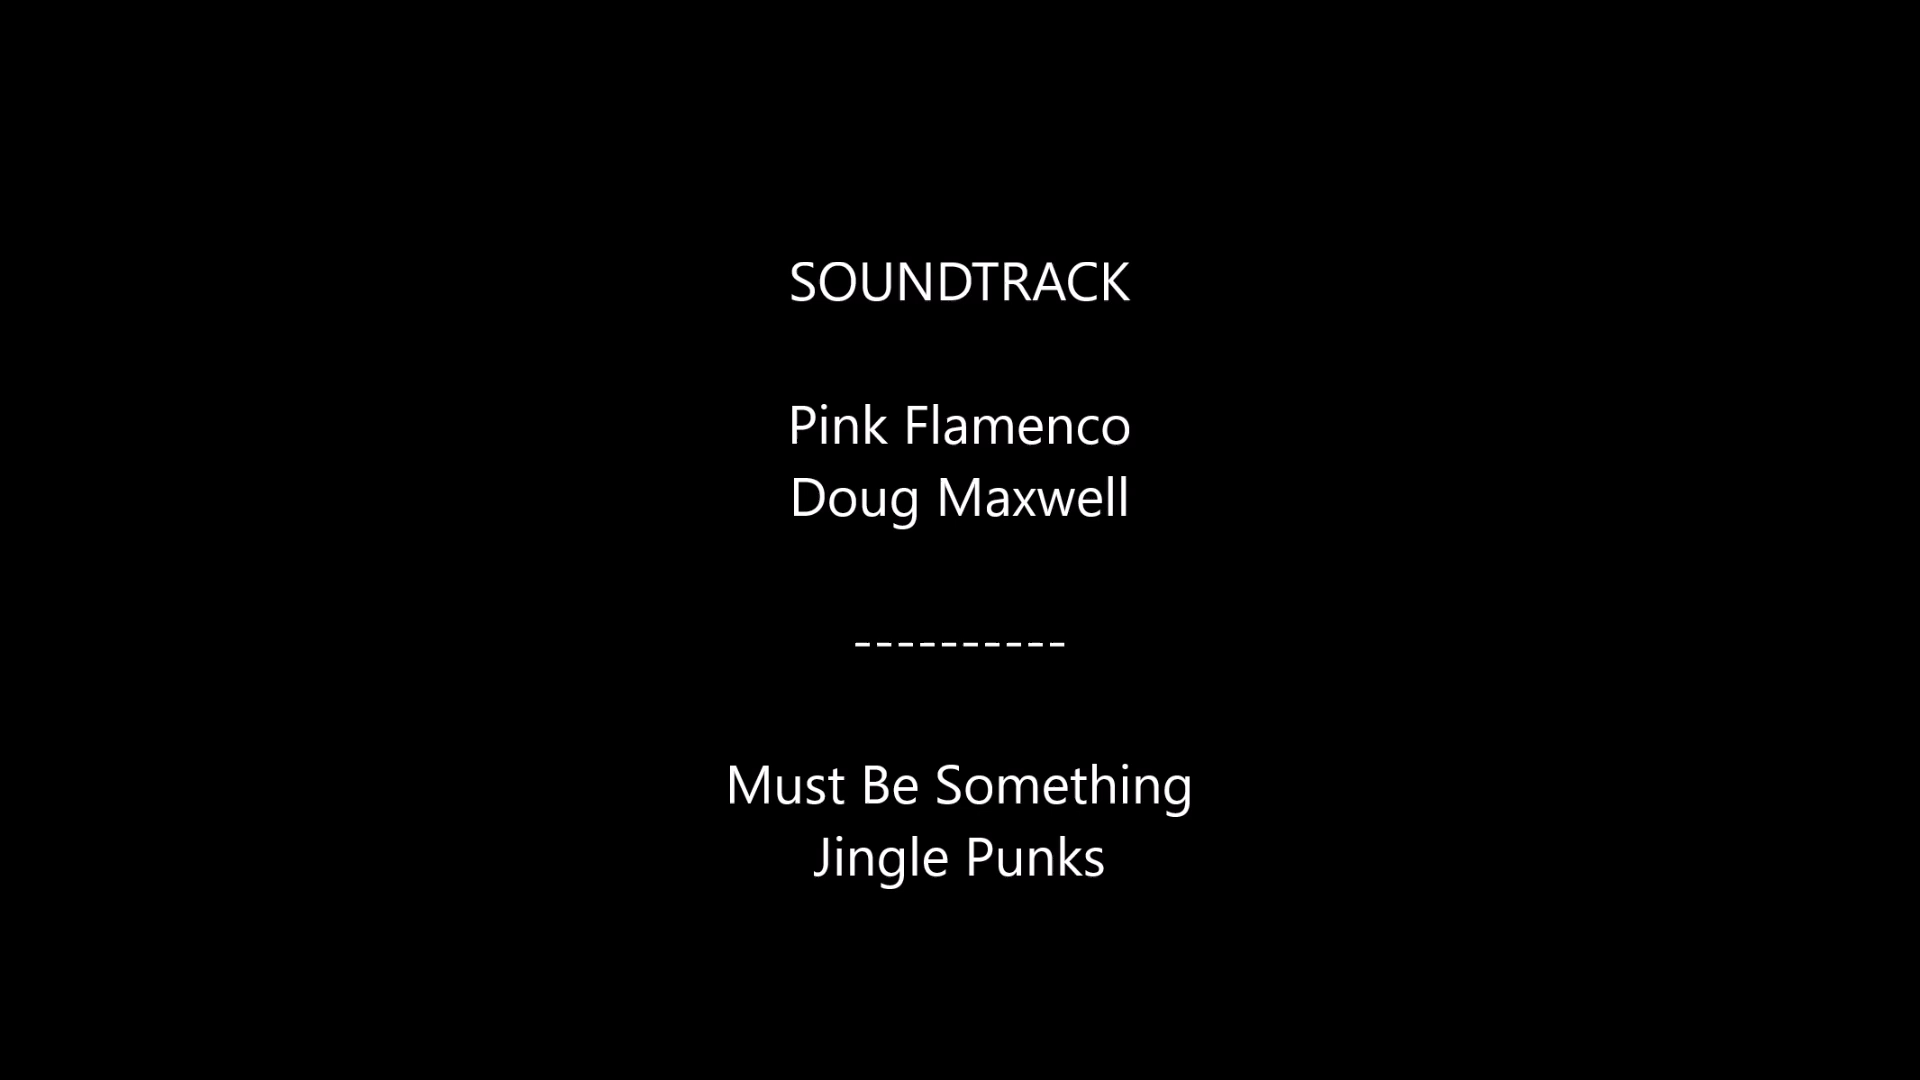 SOUNDTRACK
Pink Flamenco
Doug Maxwell
----------
Must Be Something
Jingle Punks